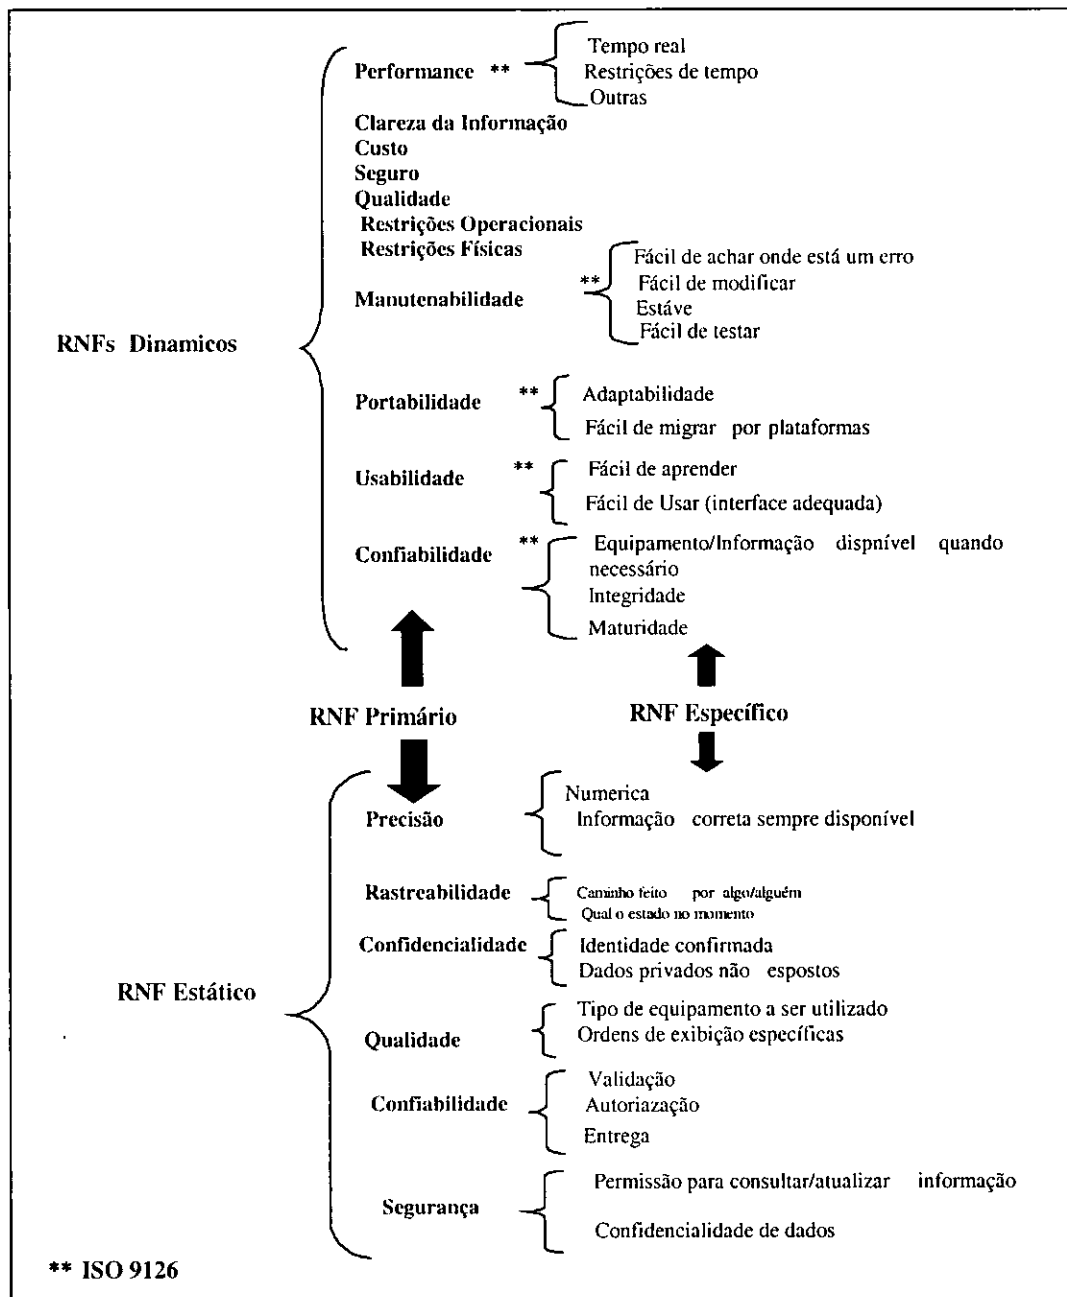 Tempo real
Performance **
Restrições de tempo
Outras
Clareza da Informação
Custo
Seguro
Qualidade
Restrições Operacionais
Restrições Físicas
Fácil de achar onde está um erro
Manutenabilidade **
Fácil de modificar
Estáve
Fácil de testar
RNFs Dinamicos
Portabilidade **
Adaptabilidade
Fácil de migrar por plataformas
Usabilidade **
Fácil de aprender
Fácil de Usar (interface adequada)
Confiabilidade **
Equipamento/Informação dispnível quando
necessário
Integridade
Maturidade
RNF Primário
RNF Específico
Precisão
Numerica
Informação correta sempre disponível
Rastreabilidade
Caminho feito por algo/alguém
Qual o estado no momento
Confidencialidade
Identidade confirmada
Dados privados não espostos
RNF Estático
Qualidade
Tipo de equipamento a ser utilizado
Ordens de exibição específicas
Confiabilidade
Validação
Autoriazação
Entrega
Segurança
Permissão para consultar/atualizar informação
Confidencialidade de dados
** ISO 9126